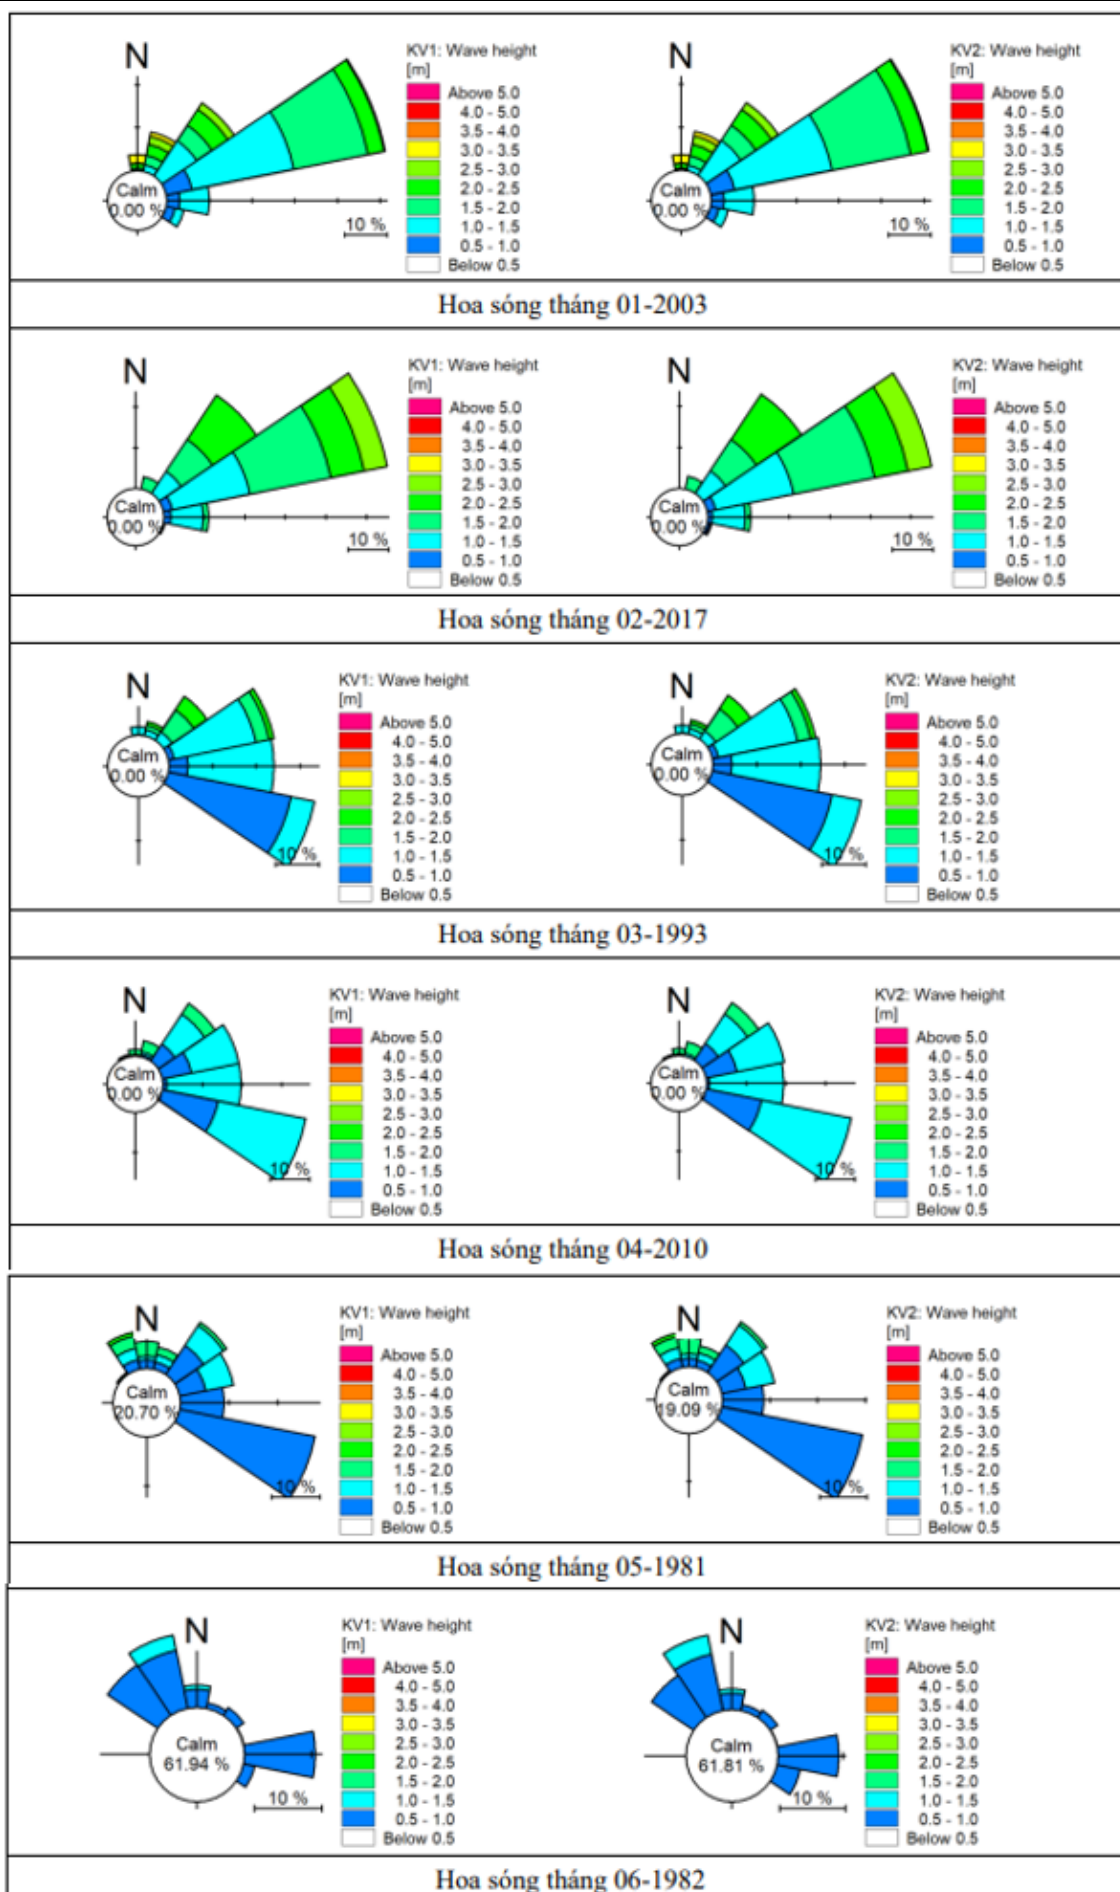 N
KV1: Wave height
[m]
Above 5.0
4.0 - 5.0
3.5 - 4.0
3.0 - 3.5
2.5 - 3.0
2.0 - 2.5
1.5 - 2.0
1.0 - 1.5
0.5 - 1.0
Below 0.5
Calm
0.00 %
10 %
N
KV2: Wave height
[m]
Above 5.0
4.0 - 5.0
3.5 - 4.0
3.0 - 3.5
2.5 - 3.0
2.0 - 2.5
1.5 - 2.0
1.0 - 1.5
0.5 - 1.0
Below 0.5
Calm
0.00 %
10 %
Hoa sóng tháng 01-2003
N
KV1: Wave height
[m]
Above 5.0
4.0 - 5.0
3.5 - 4.0
3.0 - 3.5
2.5 - 3.0
2.0 - 2.5
1.5 - 2.0
1.0 - 1.5
0.5 - 1.0
Below 0.5
Calm
0.00 %
10 %
N
KV2: Wave height
[m]
Above 5.0
4.0 - 5.0
3.5 - 4.0
3.0 - 3.5
2.5 - 3.0
2.0 - 2.5
1.5 - 2.0
1.0 - 1.5
0.5 - 1.0
Below 0.5
Calm
0.00 %
10 %
Hoa sóng tháng 02-2017
N
KV1: Wave height
[m]
Above 5.0
4.0 - 5.0
3.5 - 4.0
3.0 - 3.5
2.5 - 3.0
2.0 - 2.5
1.5 - 2.0
1.0 - 1.5
0.5 - 1.0
Below 0.5
Calm
0.00 %
10 %
N
KV2: Wave height
[m]
Above 5.0
4.0 - 5.0
3.5 - 4.0
3.0 - 3.5
2.5 - 3.0
2.0 - 2.5
1.5 - 2.0
1.0 - 1.5
0.5 - 1.0
Below 0.5
Calm
0.00 %
10 %
Hoa sóng tháng 03-1993
N
KV1: Wave height
[m]
Above 5.0
4.0 - 5.0
3.5 - 4.0
3.0 - 3.5
2.5 - 3.0
2.0 - 2.5
1.5 - 2.0
1.0 - 1.5
0.5 - 1.0
Below 0.5
Calm
0.00 %
10 %
N
KV2: Wave height
[m]
Above 5.0
4.0 - 5.0
3.5 - 4.0
3.0 - 3.5
2.5 - 3.0
2.0 - 2.5
1.5 - 2.0
1.0 - 1.5
0.5 - 1.0
Below 0.5
Calm
0.00 %
10 %
Hoa sóng tháng 04-2010
N
KV1: Wave height
[m]
Above 5.0
4.0 - 5.0
3.5 - 4.0
3.0 - 3.5
2.5 - 3.0
2.0 - 2.5
1.5 - 2.0
1.0 - 1.5
0.5 - 1.0
Below 0.5
Calm
20.70 %
10 %
N
KV2: Wave height
[m]
Above 5.0
4.0 - 5.0
3.5 - 4.0
3.0 - 3.5
2.5 - 3.0
2.0 - 2.5
1.5 - 2.0
1.0 - 1.5
0.5 - 1.0
Below 0.5
Calm
19.09 %
10 %
Hoa sóng tháng 05-1981
N
KV1: Wave height
[m]
Above 5.0
4.0 - 5.0
3.5 - 4.0
3.0 - 3.5
2.5 - 3.0
2.0 - 2.5
1.5 - 2.0
1.0 - 1.5
0.5 - 1.0
Below 0.5
Calm
61.94 %
10 %
N
KV2: Wave height
[m]
Above 5.0
4.0 - 5.0
3.5 - 4.0
3.0 - 3.5
2.5 - 3.0
2.0 - 2.5
1.5 - 2.0
1.0 - 1.5
0.5 - 1.0
Below 0.5
Calm
61.81 %
10 %
Hoa sóng tháng 06-1982